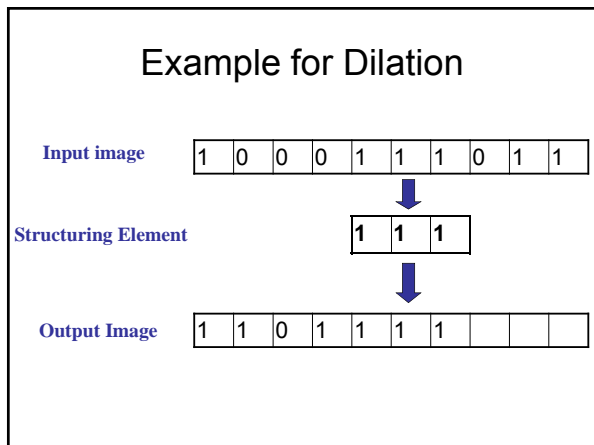 Example for Dilation
Input image 1 0 0 0 1 1 1 0 1 1
Structuring Element 1 1 1
Output Image 1 1 0 1 1 1 1